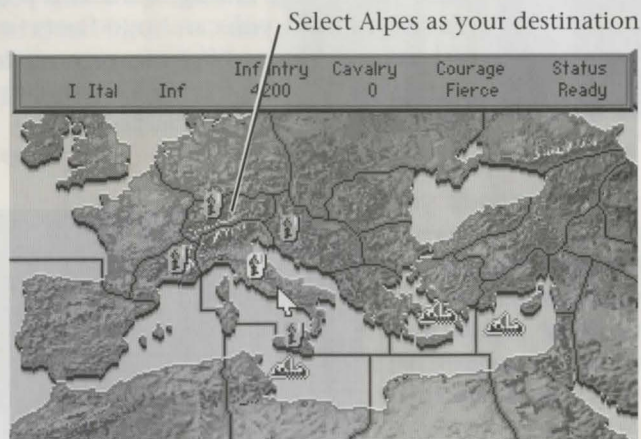 Select Alpes as your destination
Infantry Cavalry Courage Status
I Ital Inf 4200 0 Fierce Ready